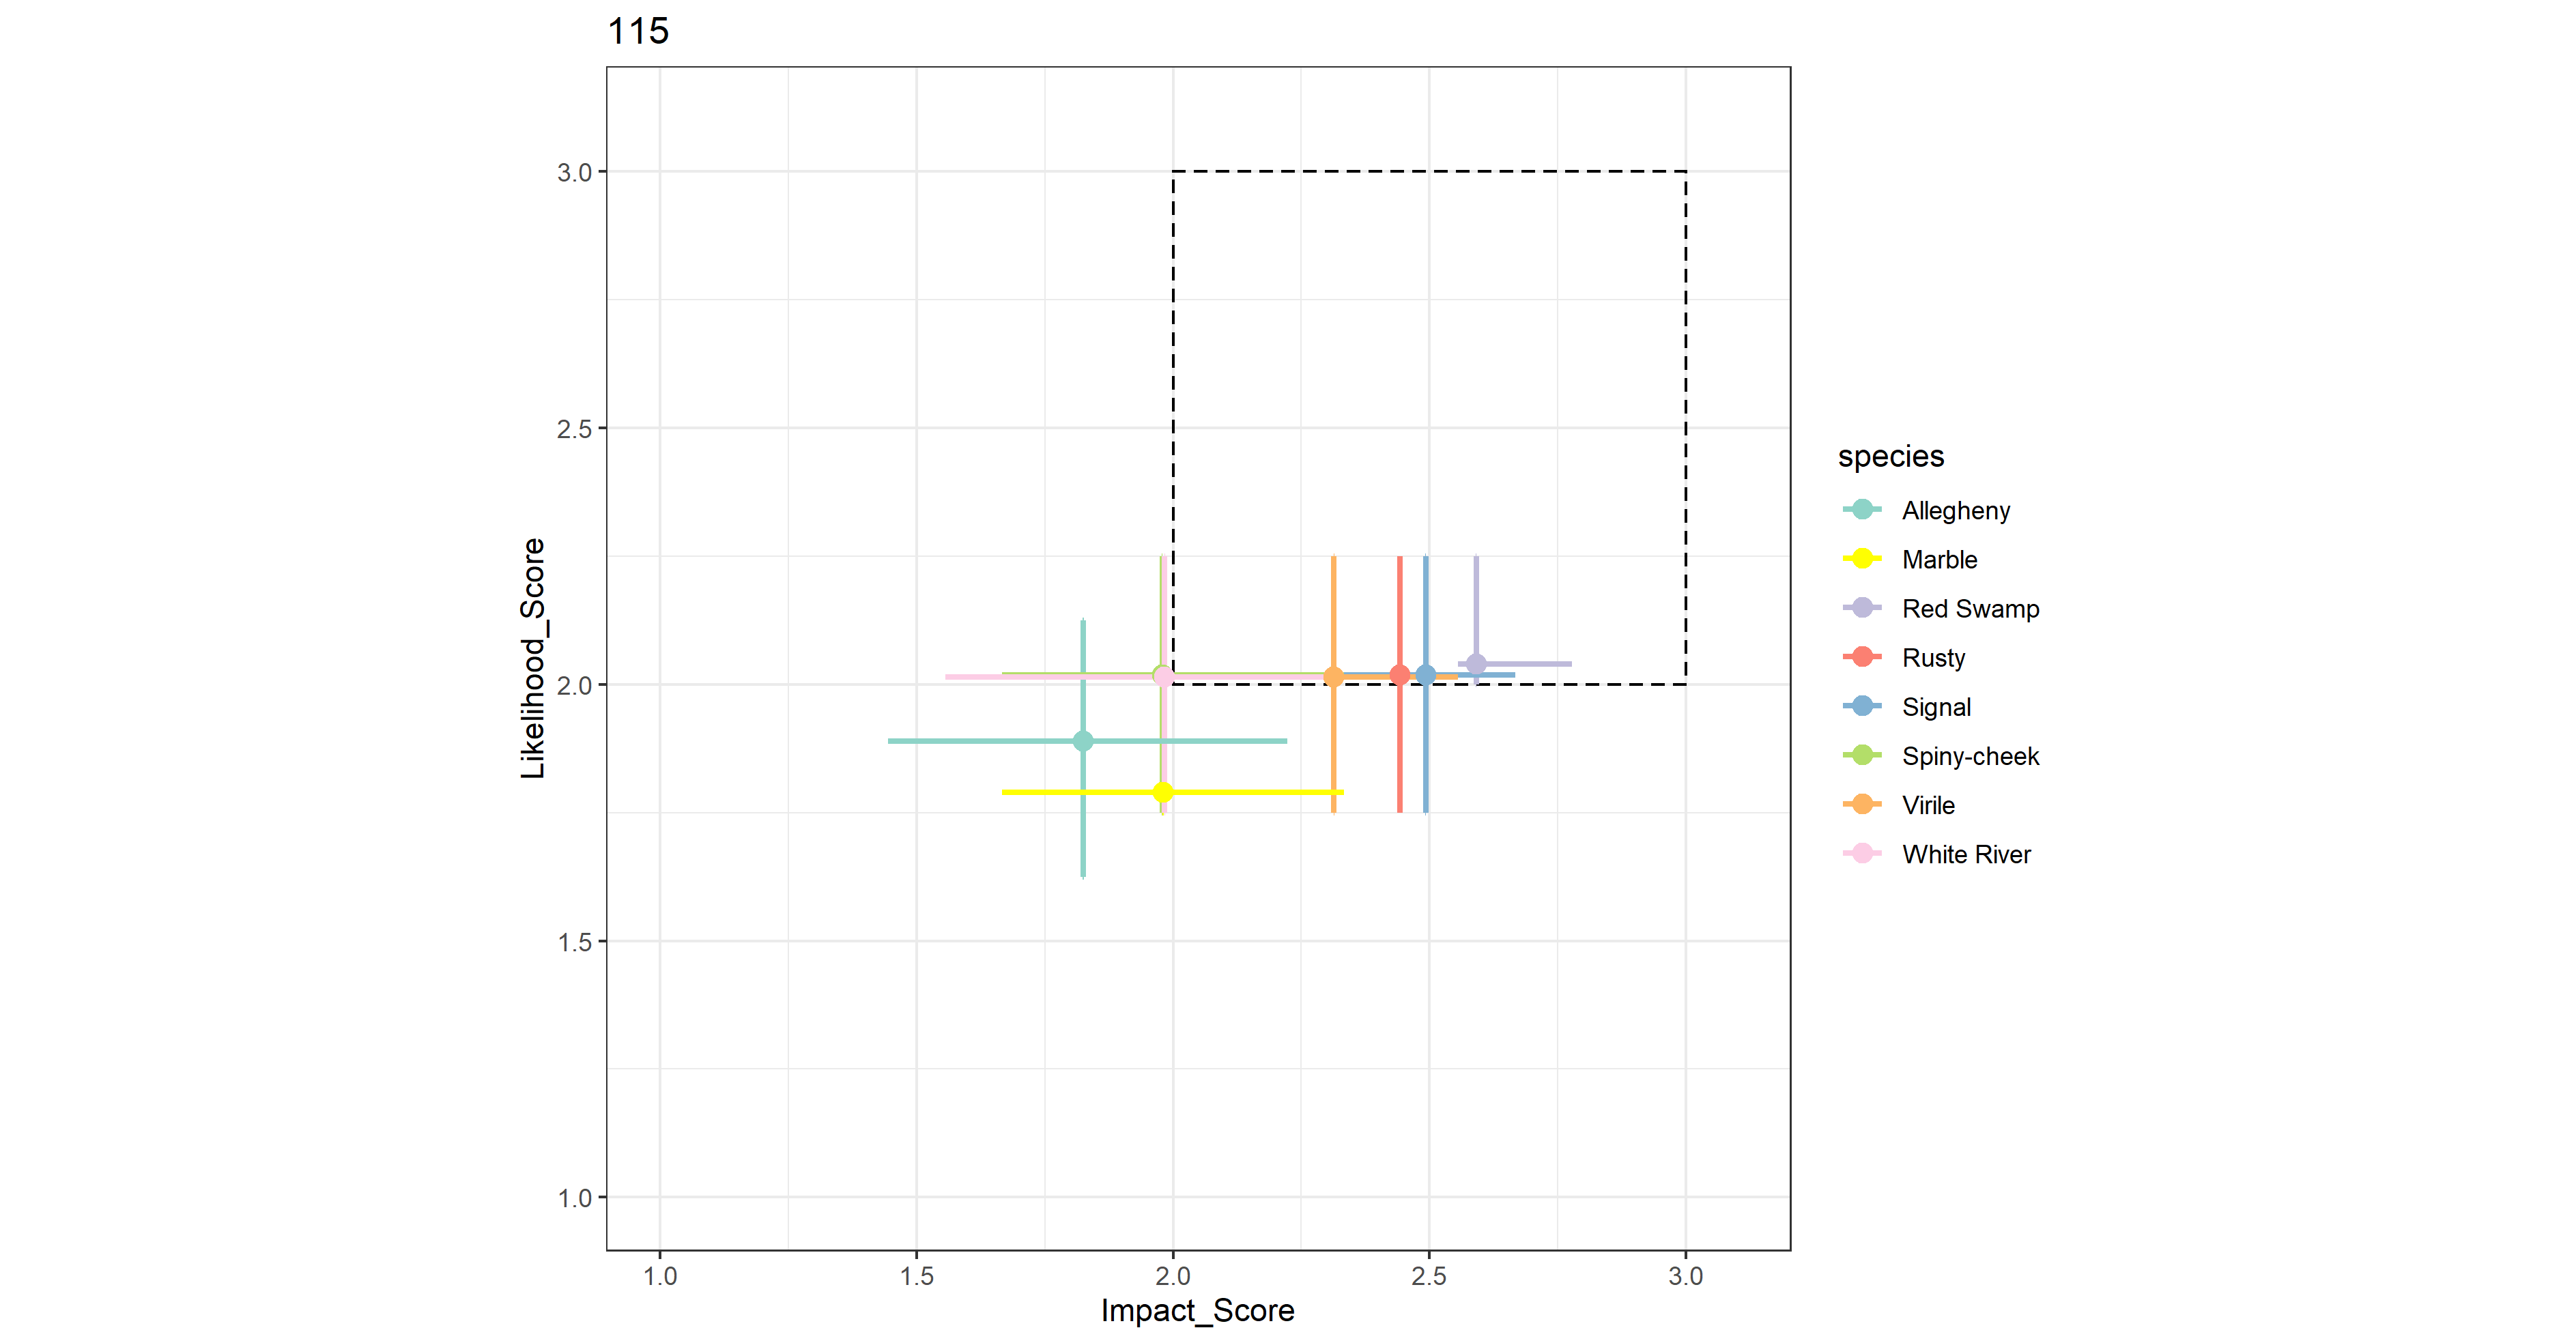 115
3.0
2.5
2.0
1.5
1.0
Likelihood_Score
1.0 1.5 2.0 2.5 3.0
Impact_Score
species
Allegheny
Marble
Red Swamp
Rusty
Signal
Spiny-cheek
Virile
White River